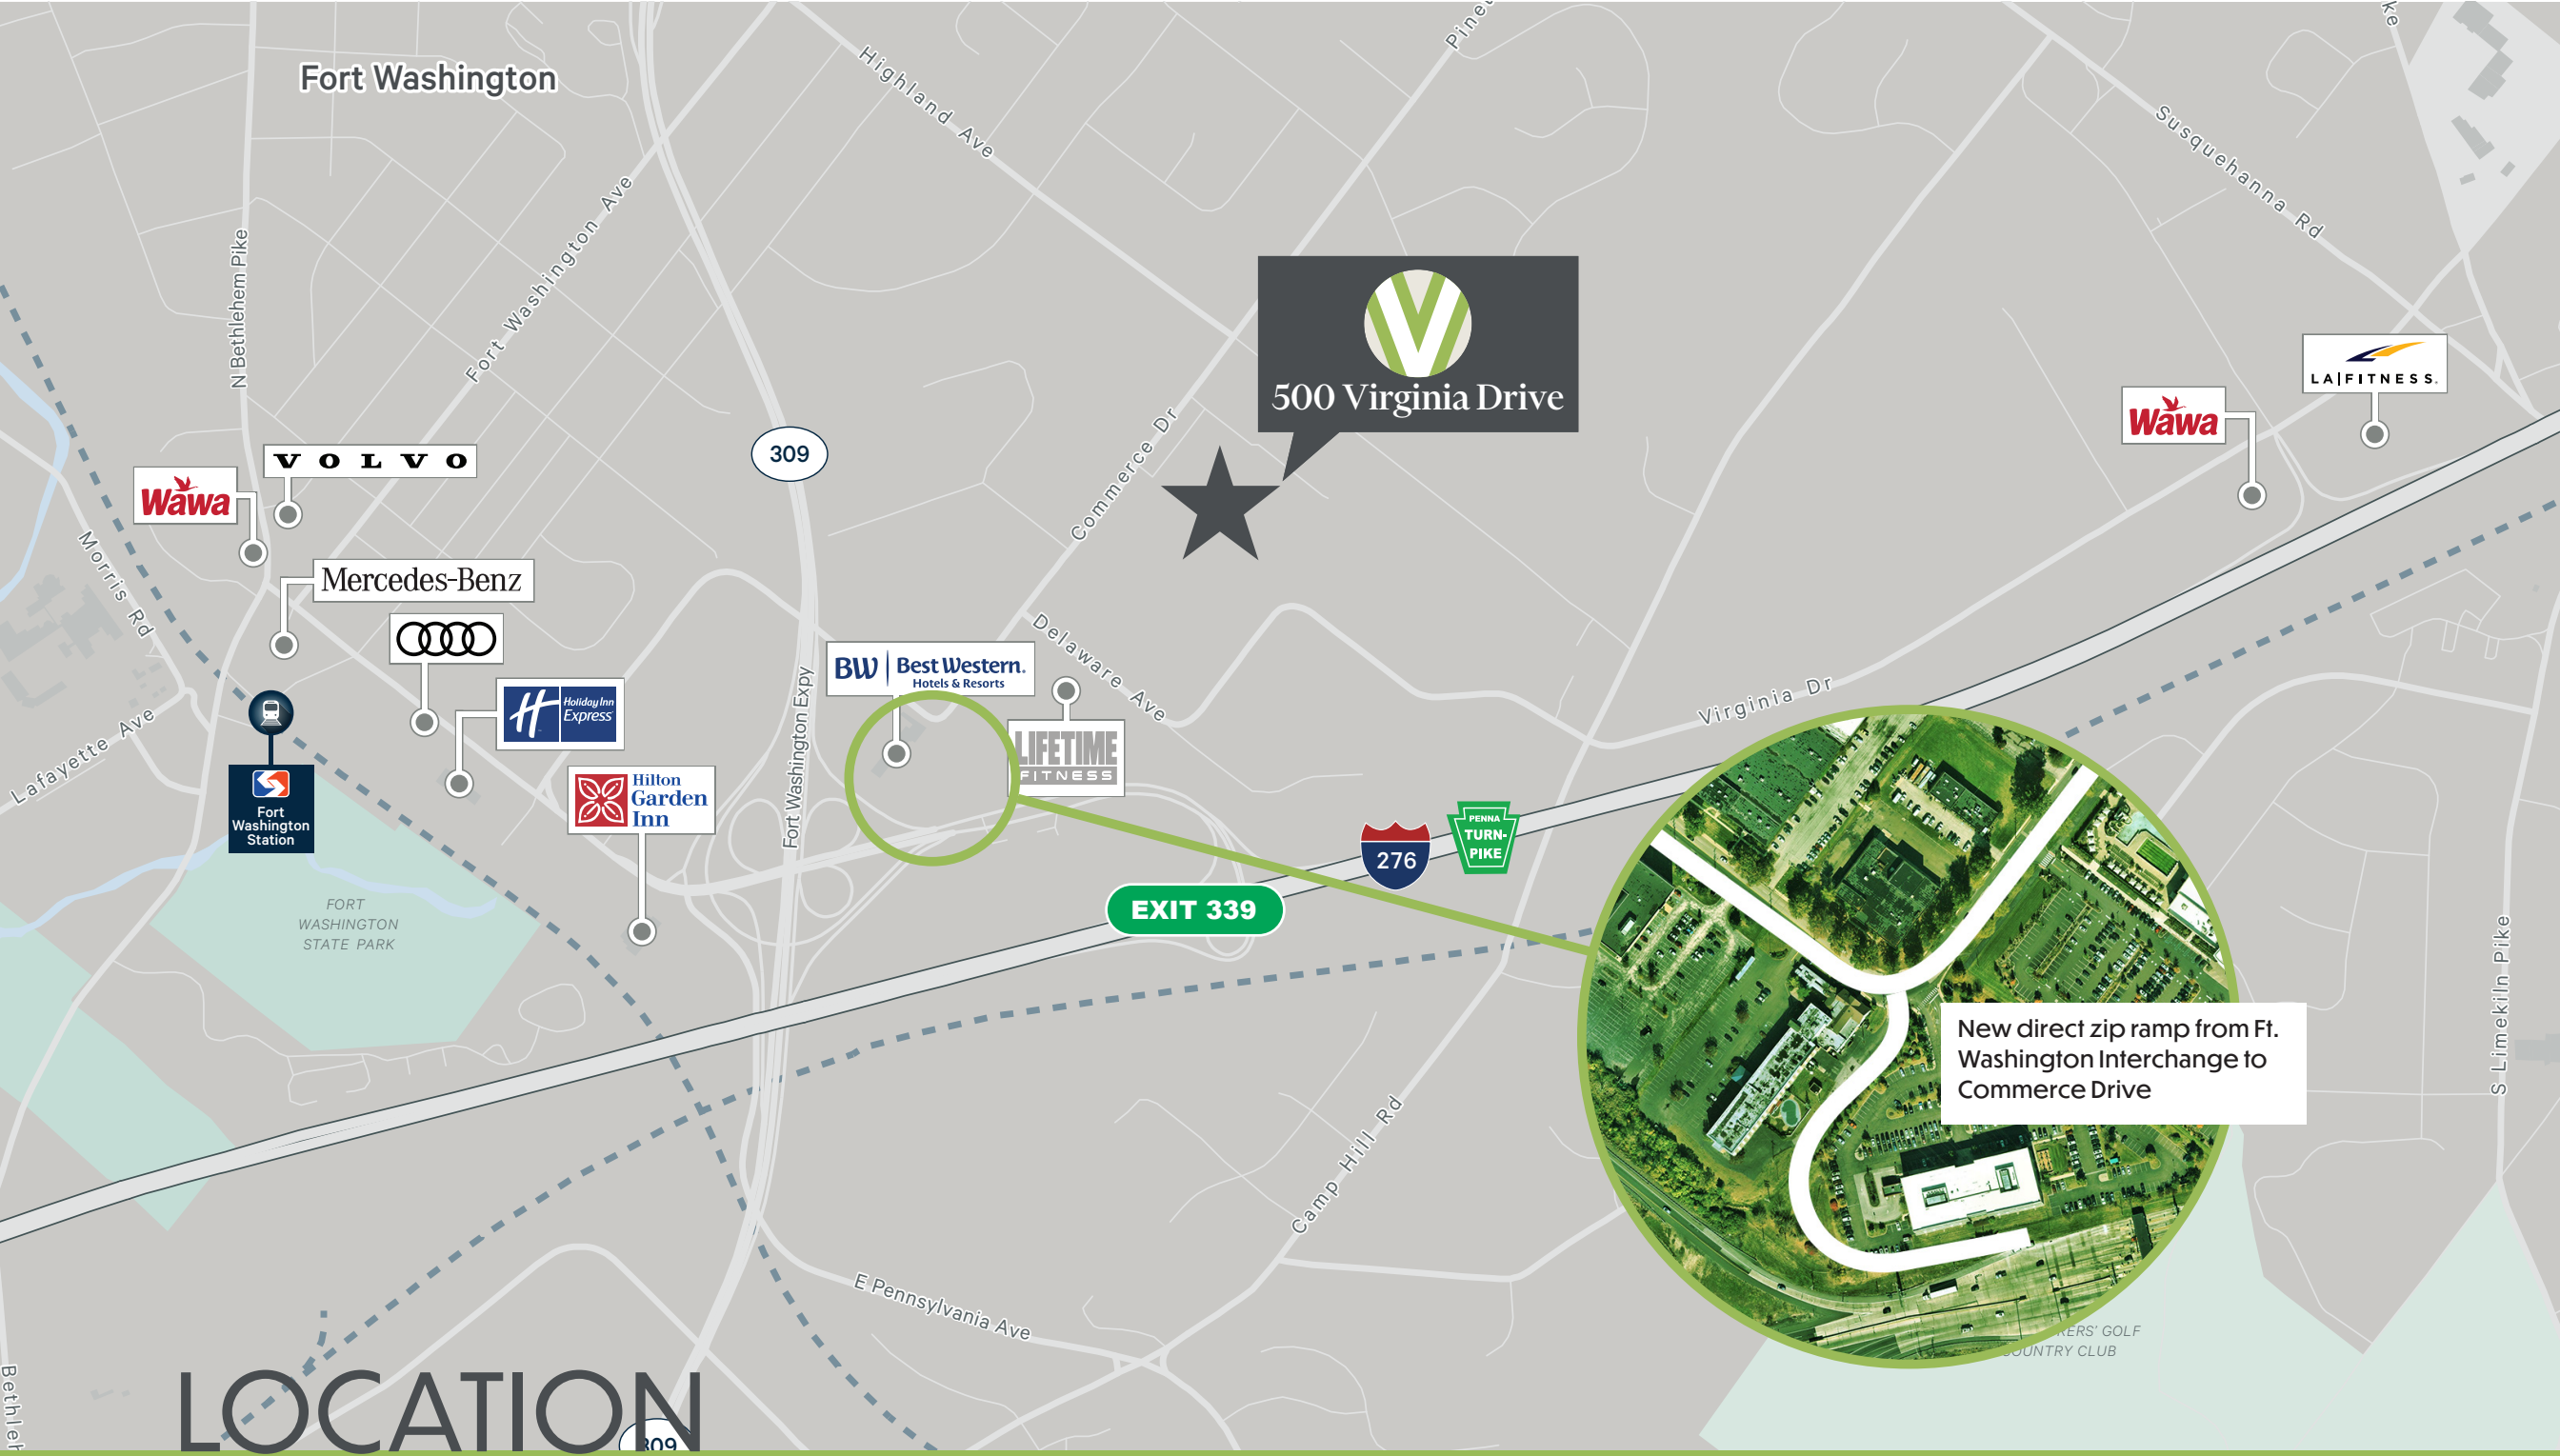 Fort Washington
Highland Ave
Susquehanna Rd
Fort Washington Ave
N Bethlehem Pike
500 Virginia Drive
LA|FITNESS.
Wawa
309
VOLVO
Wawa
Commerce Dr
Morris Rd
Mercedes-Benz
Delaware Ave
BW | Best Western.
Hotels & Resorts
Holiday Inn
Express
Virginia Dr
Lafayette Ave
Fort Washington Expy
LIFETIME
FITNESS
Hilton
Garden
Inn
Fort
Washington
Station
PENNA
TURN-
PIKE
276
EXIT 339
FORT
WASHINGTON
STATE PARK
S Limekiln Pike
New direct zip ramp from Ft.
Washington Interchange to
Commerce Drive
Camp Hill Rd
E Pennsylvania Ave
GOLF
COUNTRY CLUB
LOCATION
309